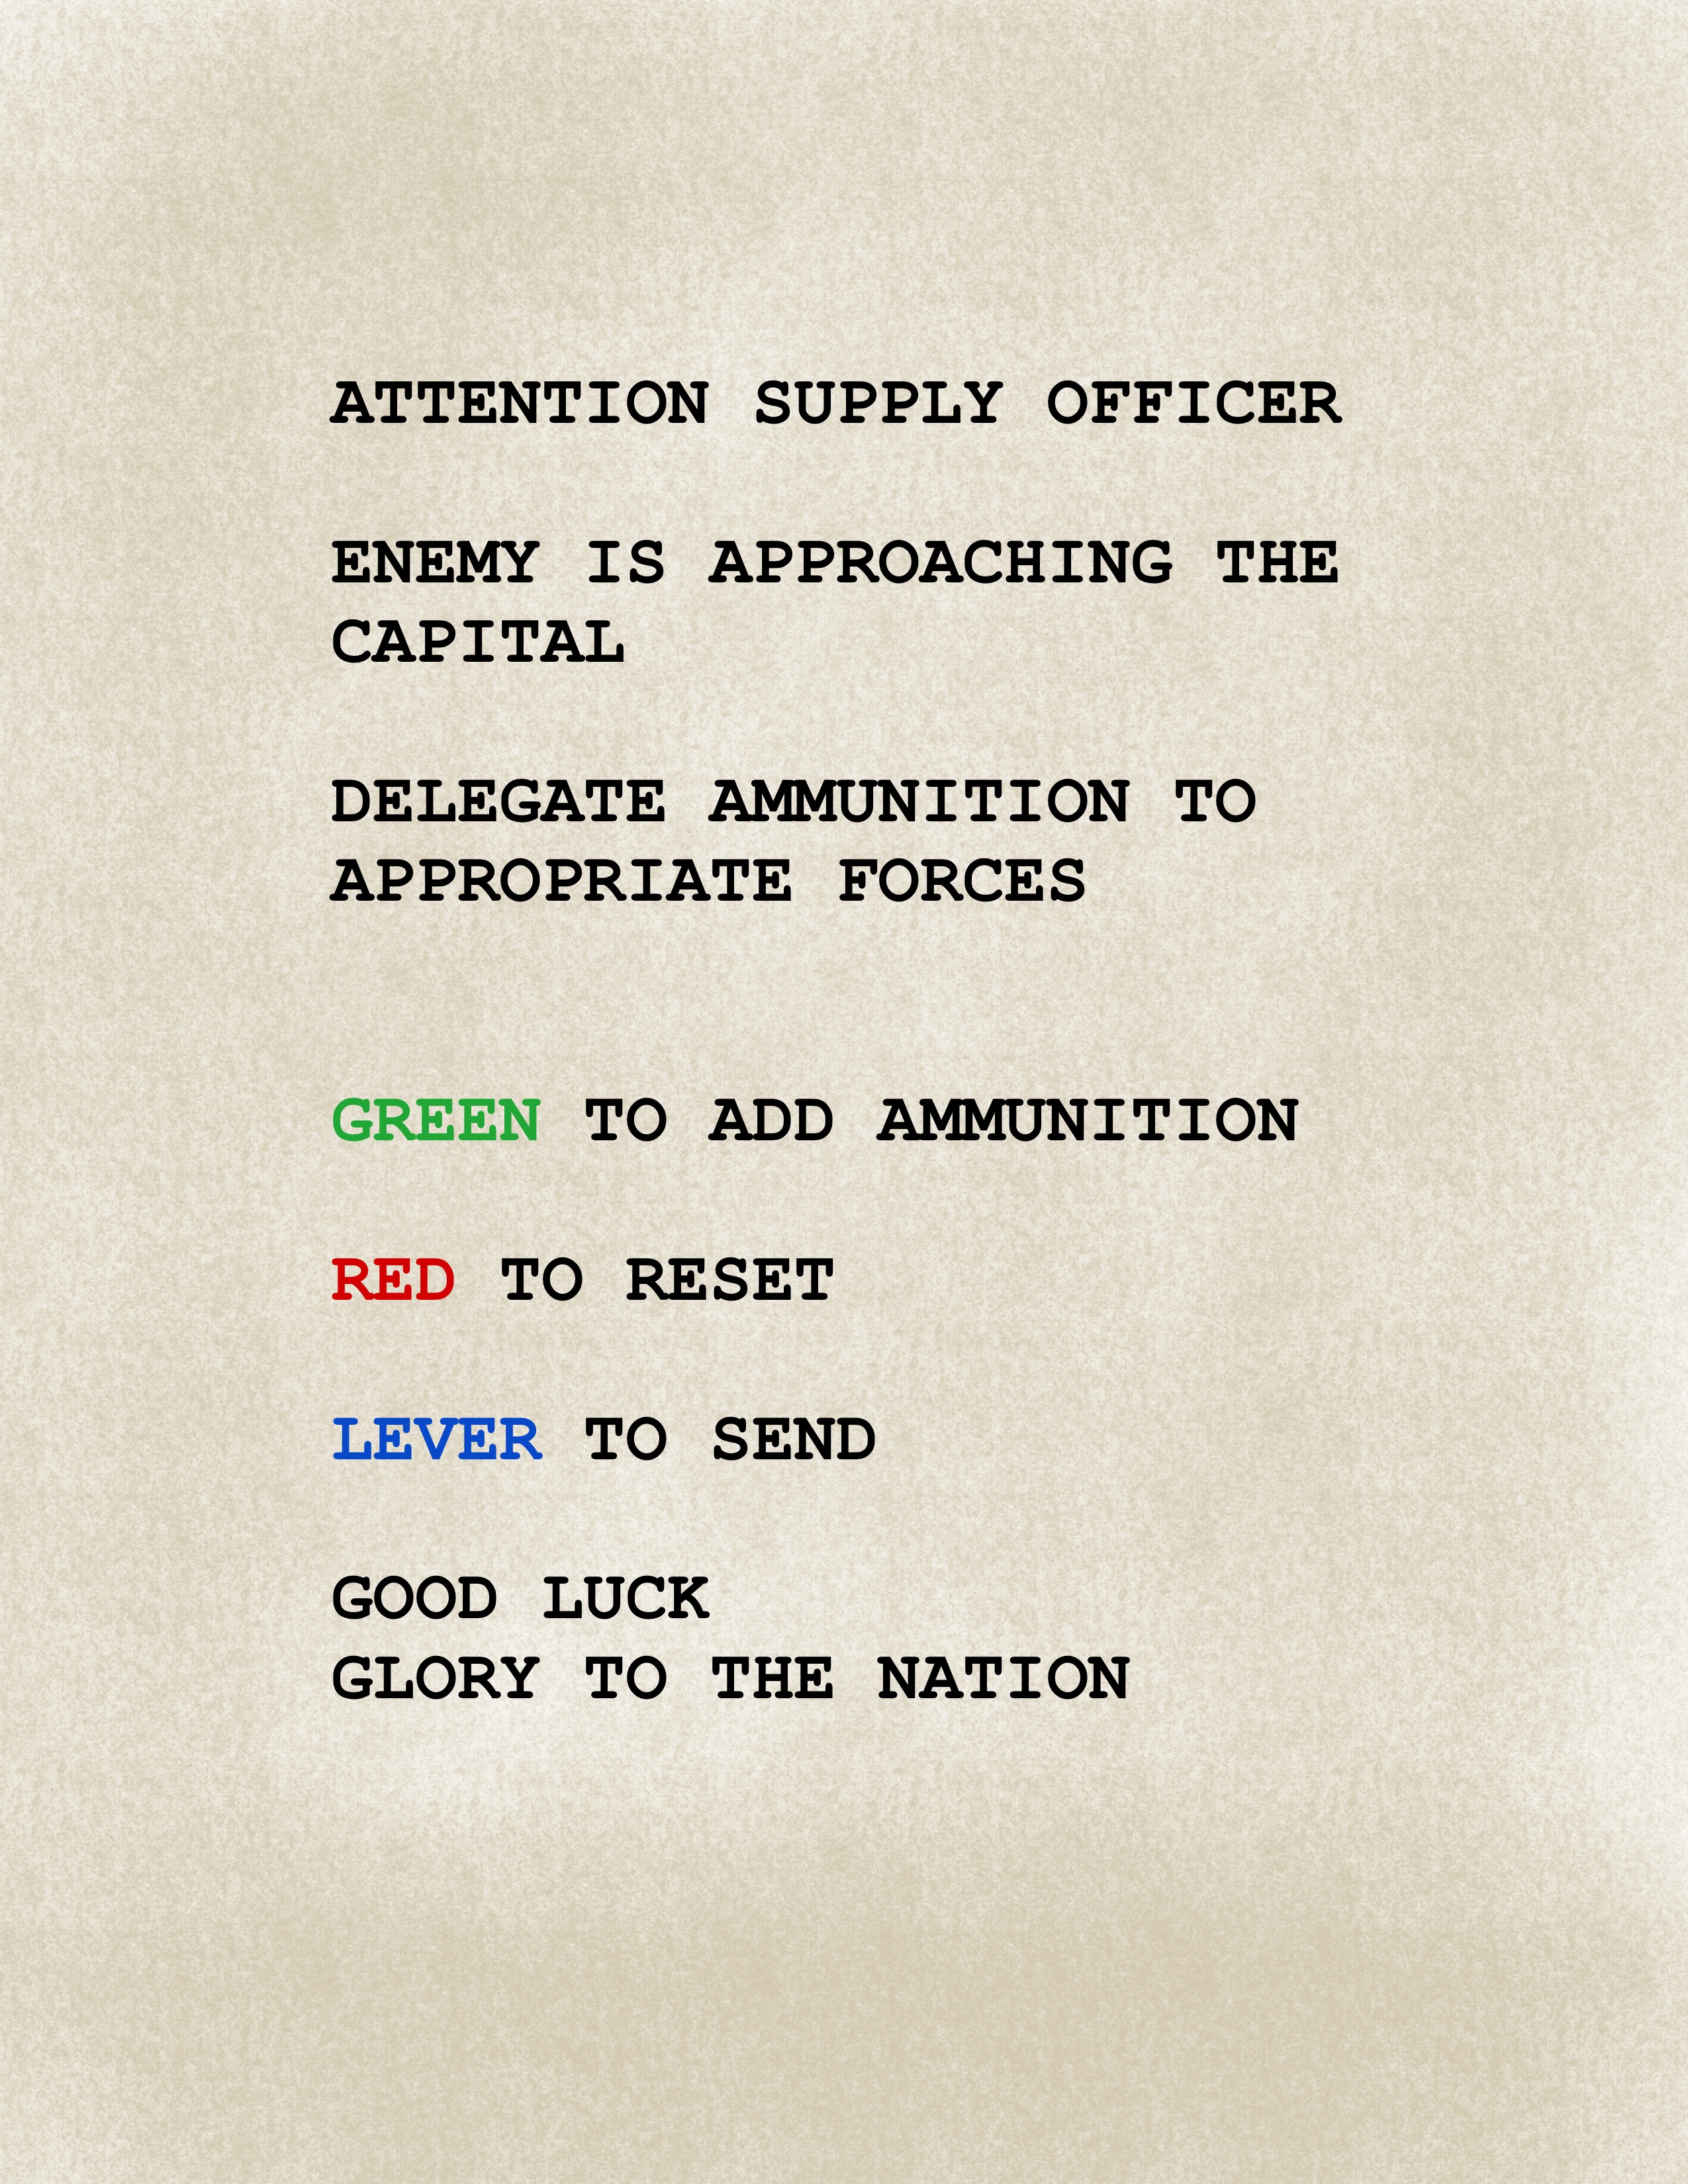 ATTENTION SUPPLY OFFICER
ENEMY IS APPROACHING THE
CAPITAL
DELEGATE AMMUNITION TO
APPROPRIATE FORCES
GREEN TO ADD AMMUNITION
RED TO RESET
LEVER TO SEND
GOOD LUCK
GLORY TO THE NATION